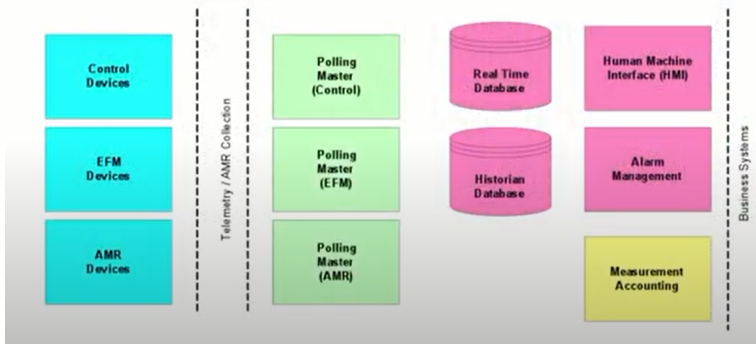 Control
Devices
EFM
Devices
AMR
Devices
Telemetry / AMR Collection
Polling
Master
(Control)
Polling
Master
(EFM)
Polling
Master
(AMR)
Real Time
Database
Historian
Database
Human Machine
Interface (HMI)
Alarm
Management
Measurement
Accounting
Business Systems